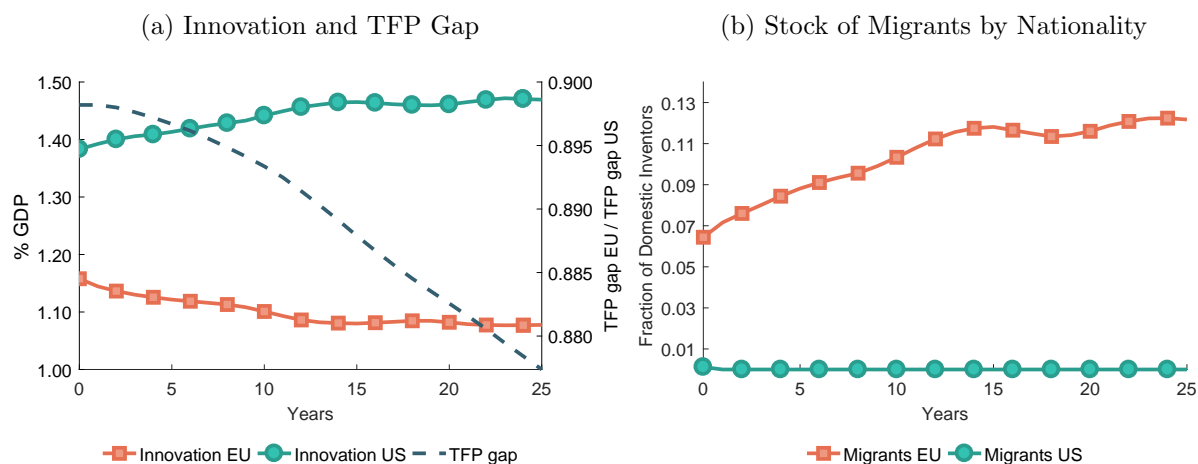 (a) Innovation and TFP Gap
1.50
1.40
1.30
1.20
1.10
1.00
% GDP
0.900
0.895
0.890
0.885
0.880
TFP gap EU / TFP gap US
0 5 10 15 20 25
Years
Innovation EU Innovation US TFP gap
(b) Stock of Migrants by Nationality
0.13
0.11
0.09
0.07
0.05
0.03
0.01
Fraction of Domestic Inventors
0 5 10 15 20 25
Years
Migrants EU Migrants US